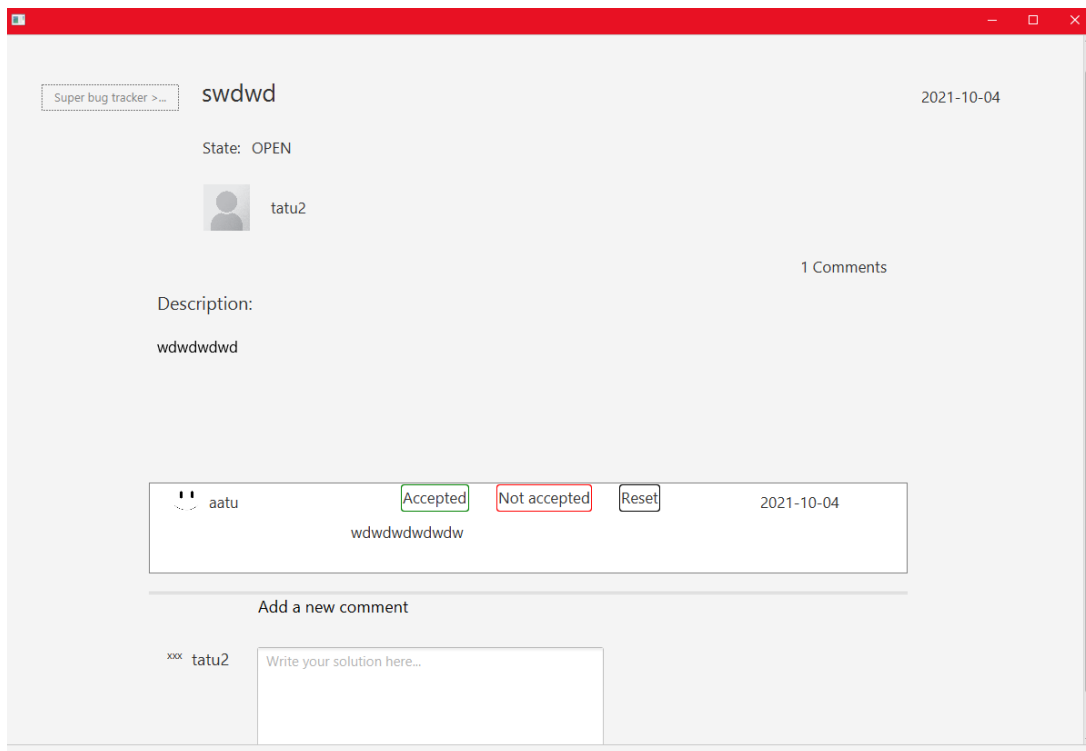 Super bug tracker >...
swdwd
2021-10-04
State: OPEN
tatu2
1 Comments
Description:
wdwdwdwd
aatu Accepted Not accepted Reset 2021-10-04
wdwdwdwdwdw
Add a new comment
xxx tatu2
Write your solution here...